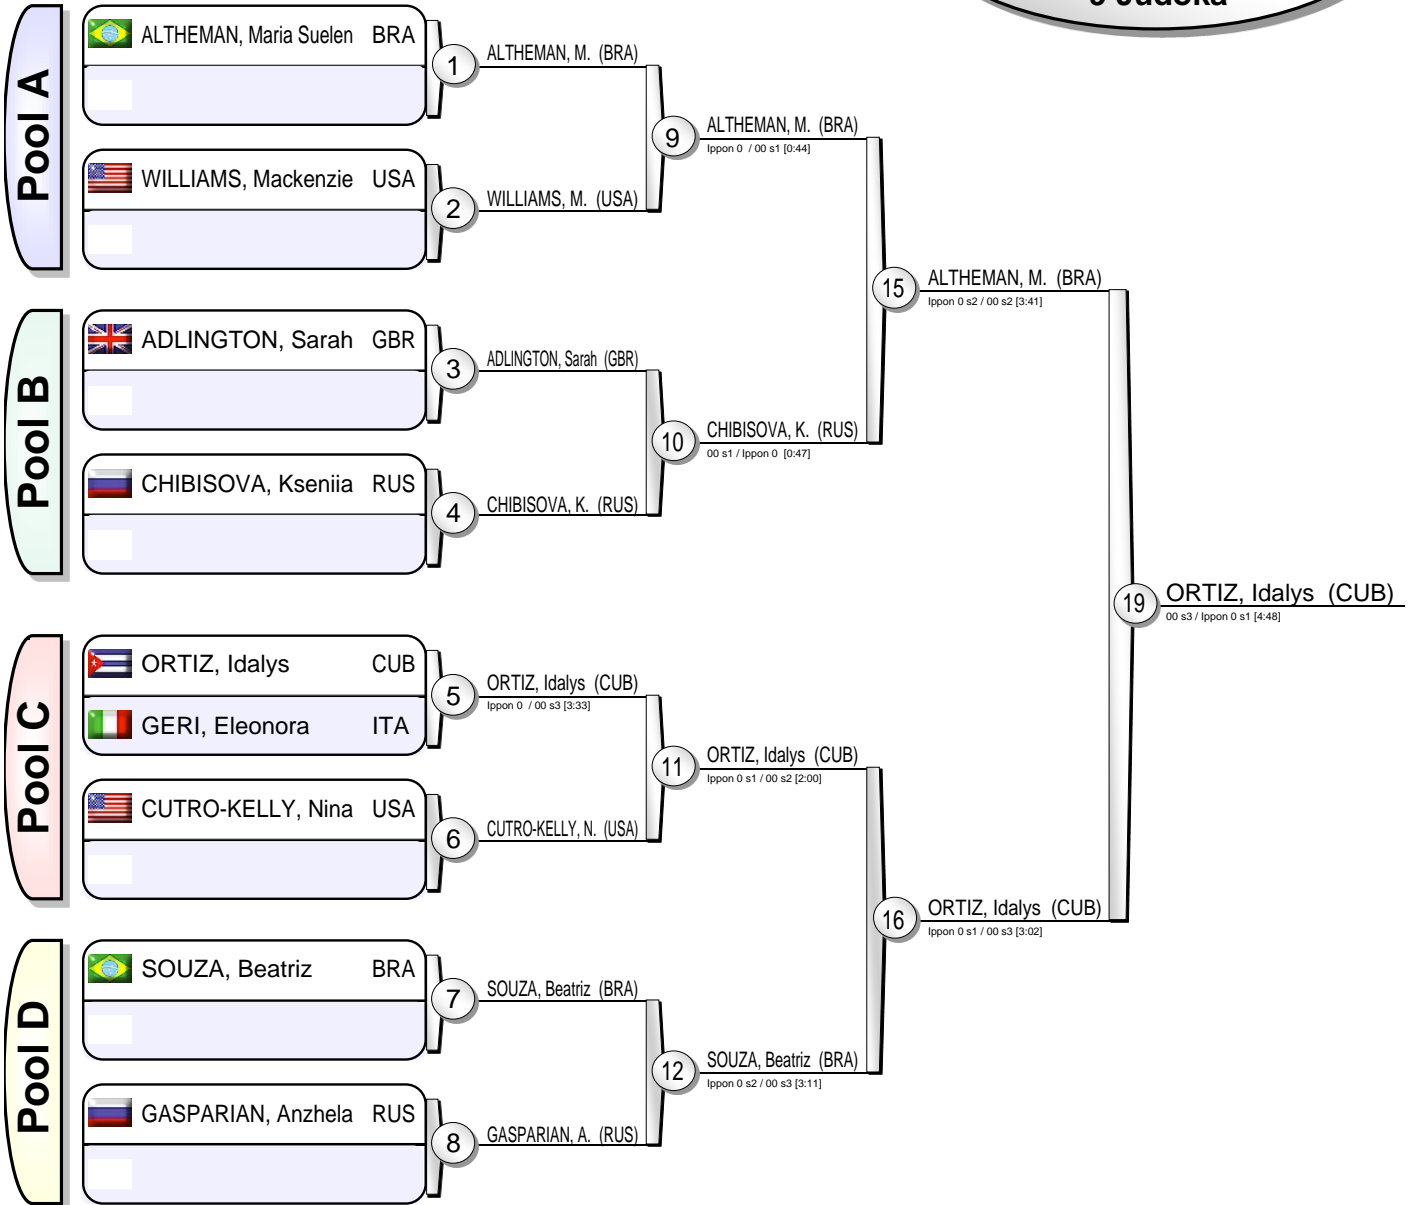 9 Judoka
Pool A
ALTHEMAN, Maria Suelen BRA
1
ALTHEMAN, M. (BRA)
WILLIAMS, Mackenzie USA
2
WILLIAMS, M. (USA)
9
ALTHEMAN, M. (BRA)
Ippon 0 / 00 s1 [0:44]
Pool B
ADLINGTON, Sarah GBR
3
ADLINGTON, Sarah (GBR)
CHIBISOVA, Kseniia RUS
4
CHIBISOVA, K. (RUS)
10
CHIBISOVA, K. (RUS)
00 s1 / Ippon 0 [0:47]
15
ALTHEMAN, M. (BRA)
Ippon 0 s2 / 00 s2 [3:41]
Pool C
ORTIZ, Idalys CUB
GERI, Eleonora ITA
5
ORTIZ, Idalys (CUB)
Ippon 0 / 00 s3 [3:33]
CUTRO-KELLY, Nina USA
6
CUTRO-KELLY, N. (USA)
11
ORTIZ, Idalys (CUB)
Ippon 0 s1 / 00 s2 [2:00]
Pool D
SOUZA, Beatriz BRA
7
SOUZA, Beatriz (BRA)
GASPARIAN, Anzhela RUS
8
GASPARIAN, A. (RUS)
12
SOUZA, Beatriz (BRA)
Ippon 0 s2 / 00 s3 [3:11]
16
ORTIZ, Idalys (CUB)
Ippon 0 s1 / 00 s3 [3:02]
19
ORTIZ, Idalys (CUB)
00 s3 / Ippon 0 s1 [4:48]